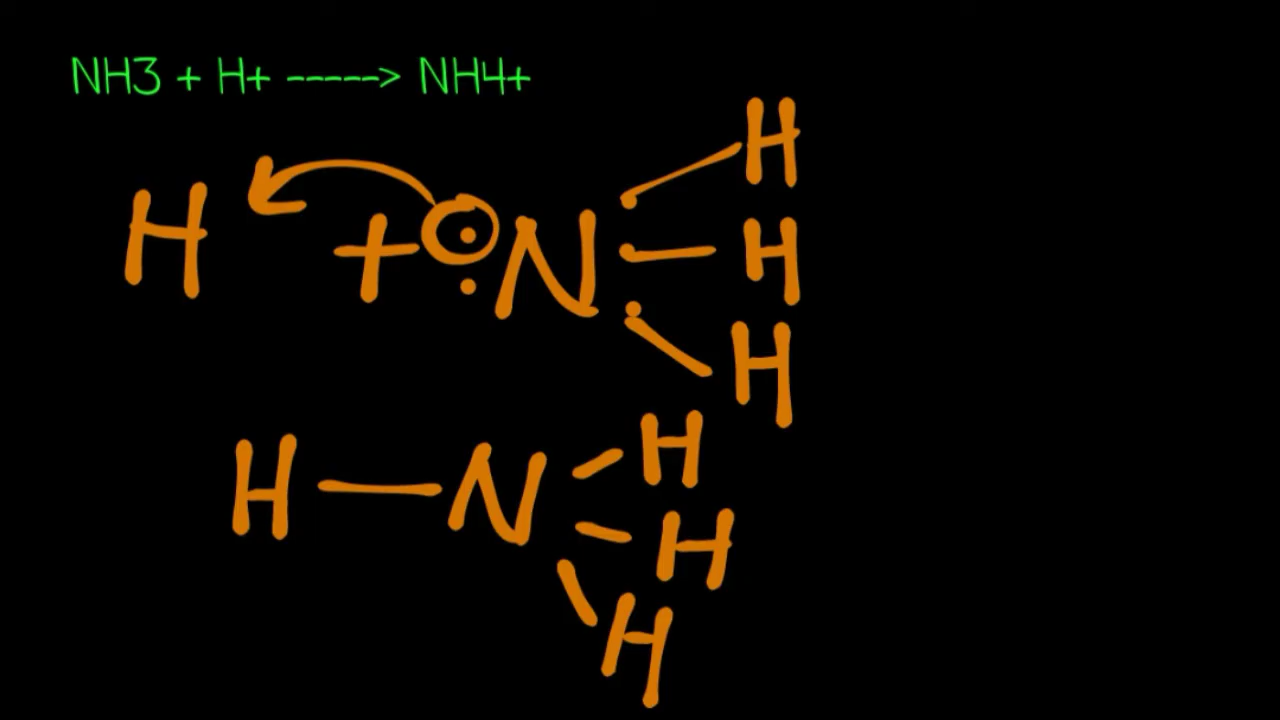 NH3 + H+ -----> NH4+
H
H + N H
H
H — N H
H
H